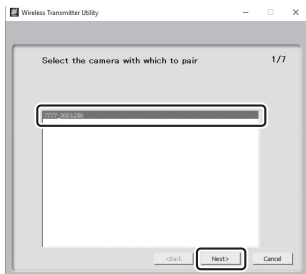 Wireless Transmitter Utility
Select the camera with which to pair
1/7
<Back
Next>
Cancel